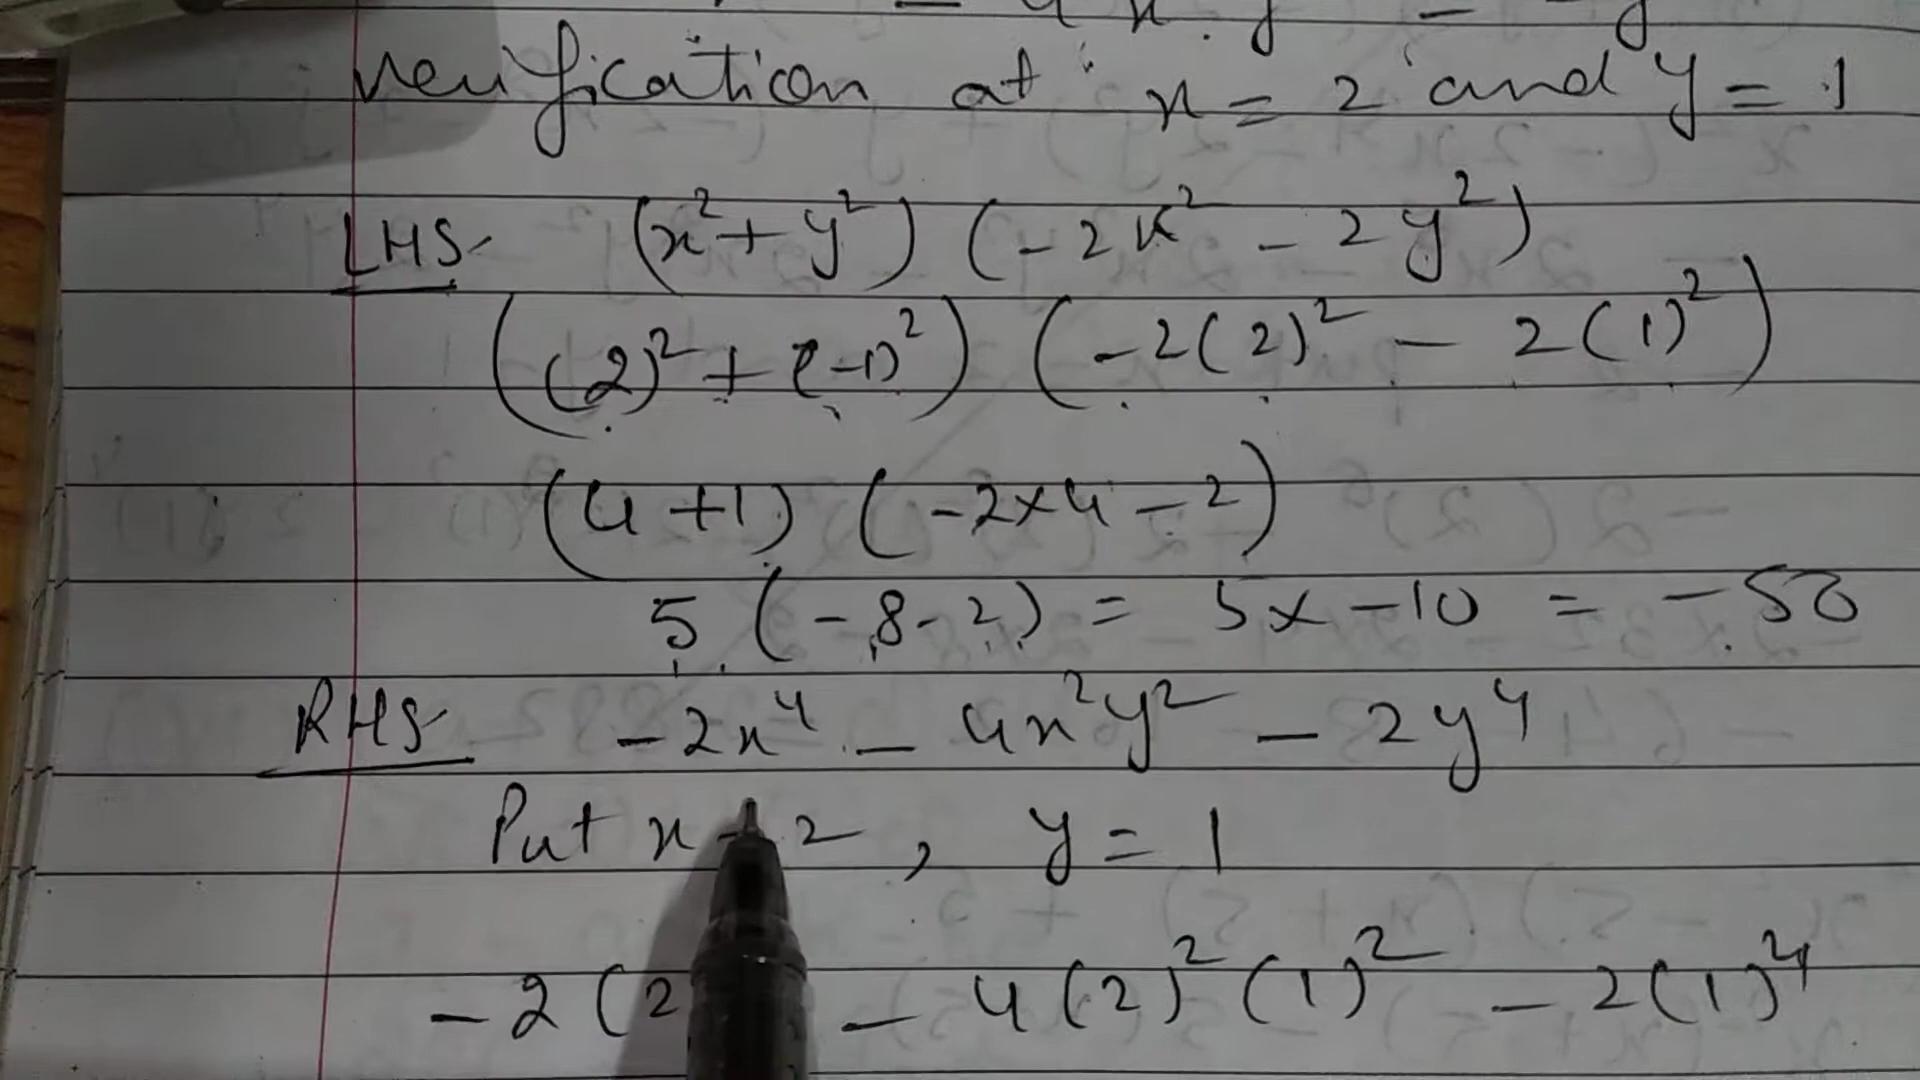 verification at x = 2 and y = 1
LHS (x² + y²) (-2x² - 2y²)
((2)² + (-1)²) (-2(2)² - 2(1)²)
(4+1) (-2×4-2)
5 (-8-2) = 5×-10 = -50
RHS -2x⁴ - 4x²y² - 2y⁴
Put x = 2, y = 1
-2(2 - 4(2)²(1)² - 2(1)⁴